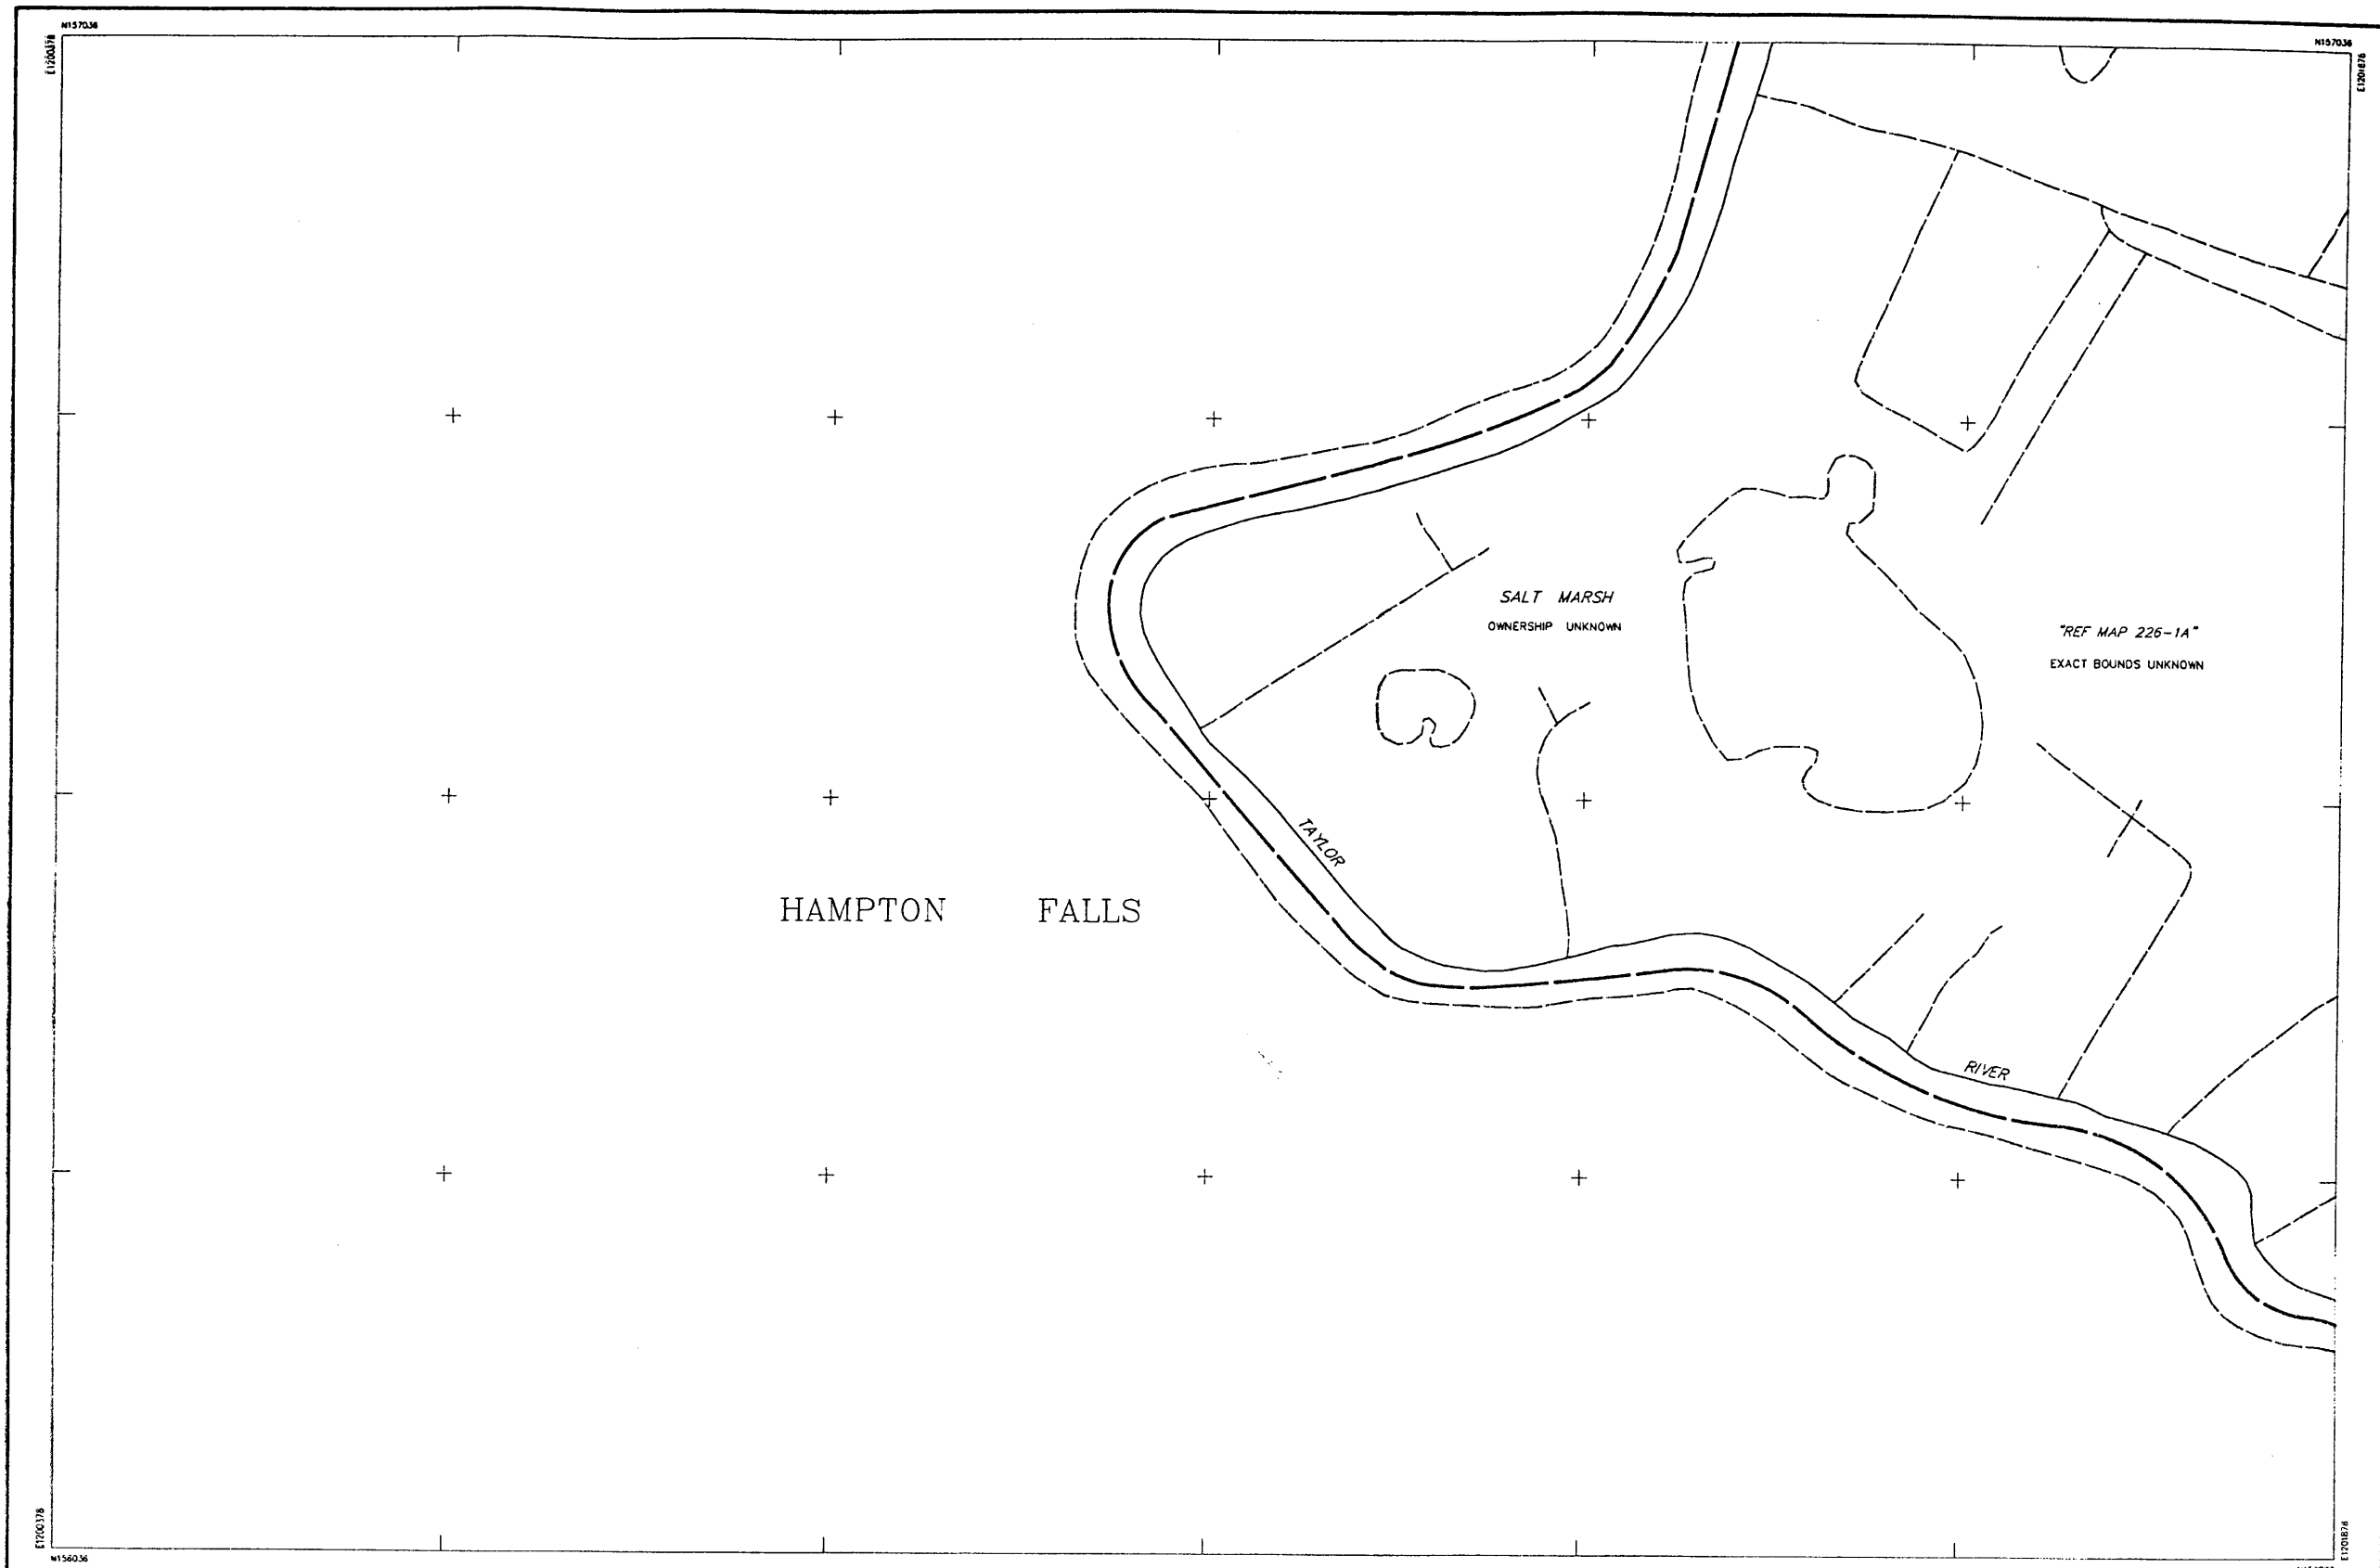 N157036
N157036
E1200378
E1201878
SALT MARSH
OWNERSHIP UNKNOWN
"REF MAP 226-1A"
EXACT BOUNDS UNKNOWN
TAYLOR
HAMPTON FALLS
RIVER
E1200378
E1201878
N156036